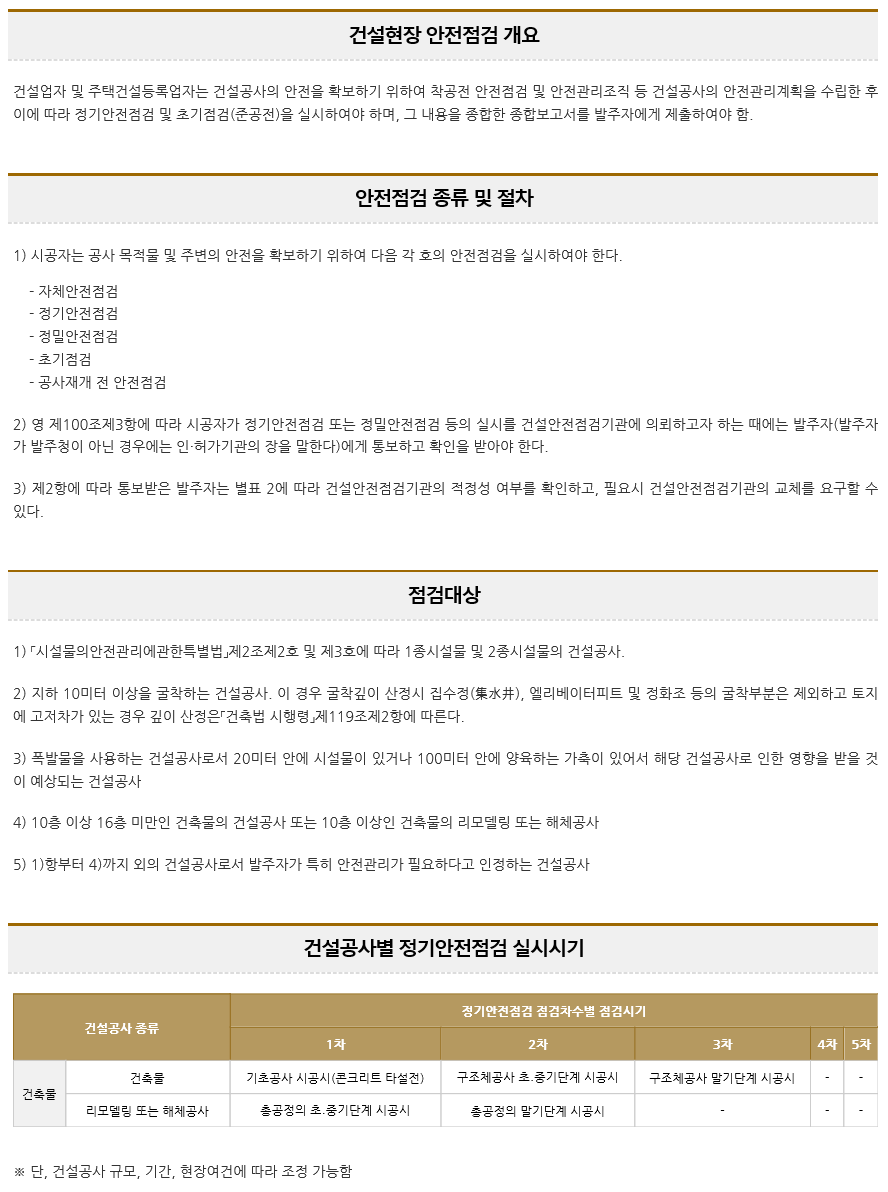 건설현장 안전점검 개요
건설업자 및 주택건설등록업자는 건설공사의 안전을 확보하기 위하여 착공전 안전점검 및 안전관리조직 등 건설공사의 안전관리계획을 수립한 후
이에 따라 정기안전점검 및 초기점검(준공전)을 실시하여야 하며, 그 내용을 종합한 종합보고서를 발주자에게 제출하여야 함.
안전점검 종류 및 절차
1) 시공자는 공사 목적물 및 주변의 안전을 확보하기 위하여 다음 각 호의 안전점검을 실시하여야 한다.
- 자체안전점검
- 정기안전점검
- 정밀안전점검
- 초기점검
- 공사재개 전 안전점검
2) 영 제100조제3항에 따라 시공자가 정기안전점검 또는 정밀안전점검 등의 실시를 건설안전점검기관에 의뢰하고자 하는 때에는 발주자(발주자
가 발주청이 아닌 경우에는 인·허가기관의 장을 말한다)에게 통보하고 확인을 받아야 한다.
3) 제2항에 따라 통보받은 발주자는 별표 2에 따라 건설안전점검기관의 적정성 여부를 확인하고, 필요시 건설안전점검기관의 교체를 요구할 수
있다.
점검대상
1) 「시설물의안전관리에관한특별법」제2조제2호 및 제3호에 따라 1종시설물 및 2종시설물의 건설공사.
2) 지하 10미터 이상을 굴착하는 건설공사. 이 경우 굴착깊이 산정시 집수정(集水井), 엘리베이터피트 및 정화조 등의 굴착부분은 제외하고 토지
에 고저차가 있는 경우 깊이 산정은「건축법 시행령」제119조제2항에 따른다.
3) 폭발물을 사용하는 건설공사로서 20미터 안에 시설물이 있거나 100미터 안에 양육하는 가축이 있어서 해당 건설공사로 인한 영향을 받을 것
이 예상되는 건설공사
4) 10층 이상 16층 미만인 건축물의 건설공사 또는 10층 이상인 건축물의 리모델링 또는 해체공사
5) 1)항부터 4)까지 외의 건설공사로서 발주자가 특히 안전관리가 필요하다고 인정하는 건설공사
건설공사별 정기안전점검 실시시기
건설공사 종류 정기안전점검 점검차수별 점검시기
1차 2차 3차 4차 5차
건축물 건축물 기초공사 시공시(콘크리트 타설전) 구조체공사 초.중기단계 시공시 구조체공사 말기단계 시공시 - -
리모델링 또는 해체공사 총공정의 초.중기단계 시공시 총공정의 말기단계 시공시 - - -
※ 단, 건설공사 규모, 기간, 현장여건에 따라 조정 가능함